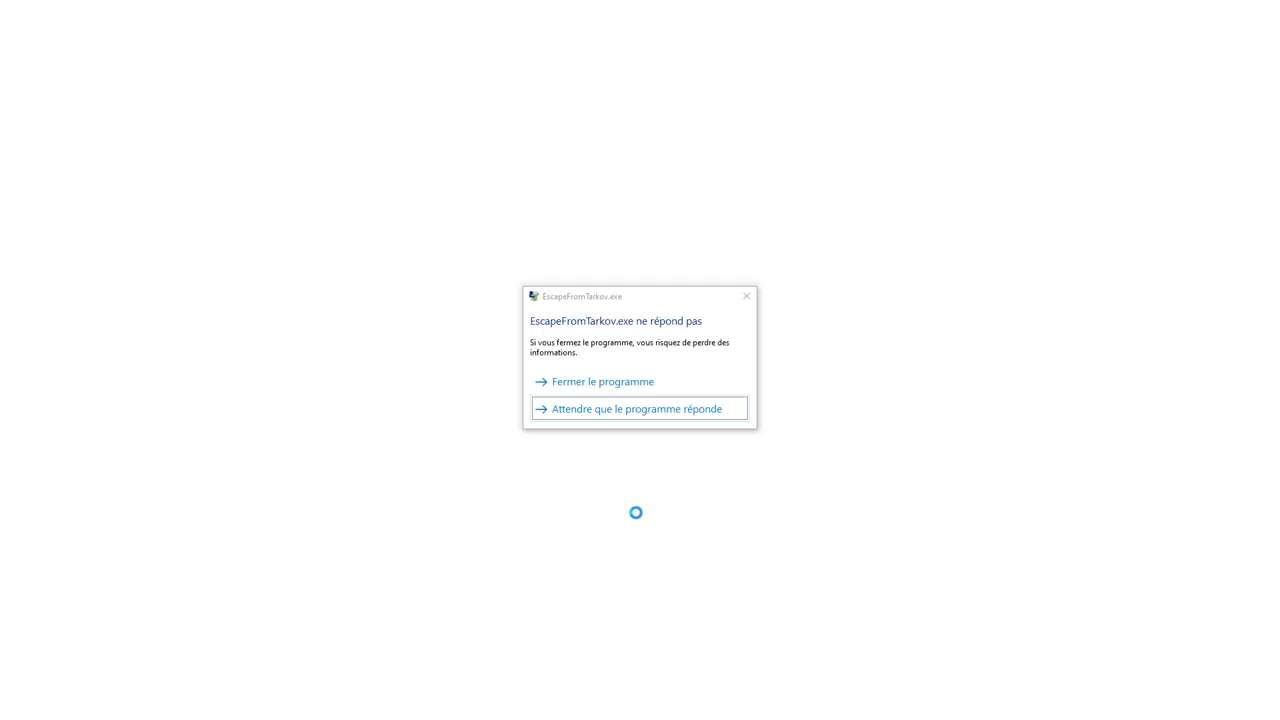 EscapeFromTarkov.exe
EscapeFromTarkov.exe ne répond pas
Si vous fermez le programme, vous risquez de perdre des
informations.
Fermer le programme
Attendre que le programme réponde